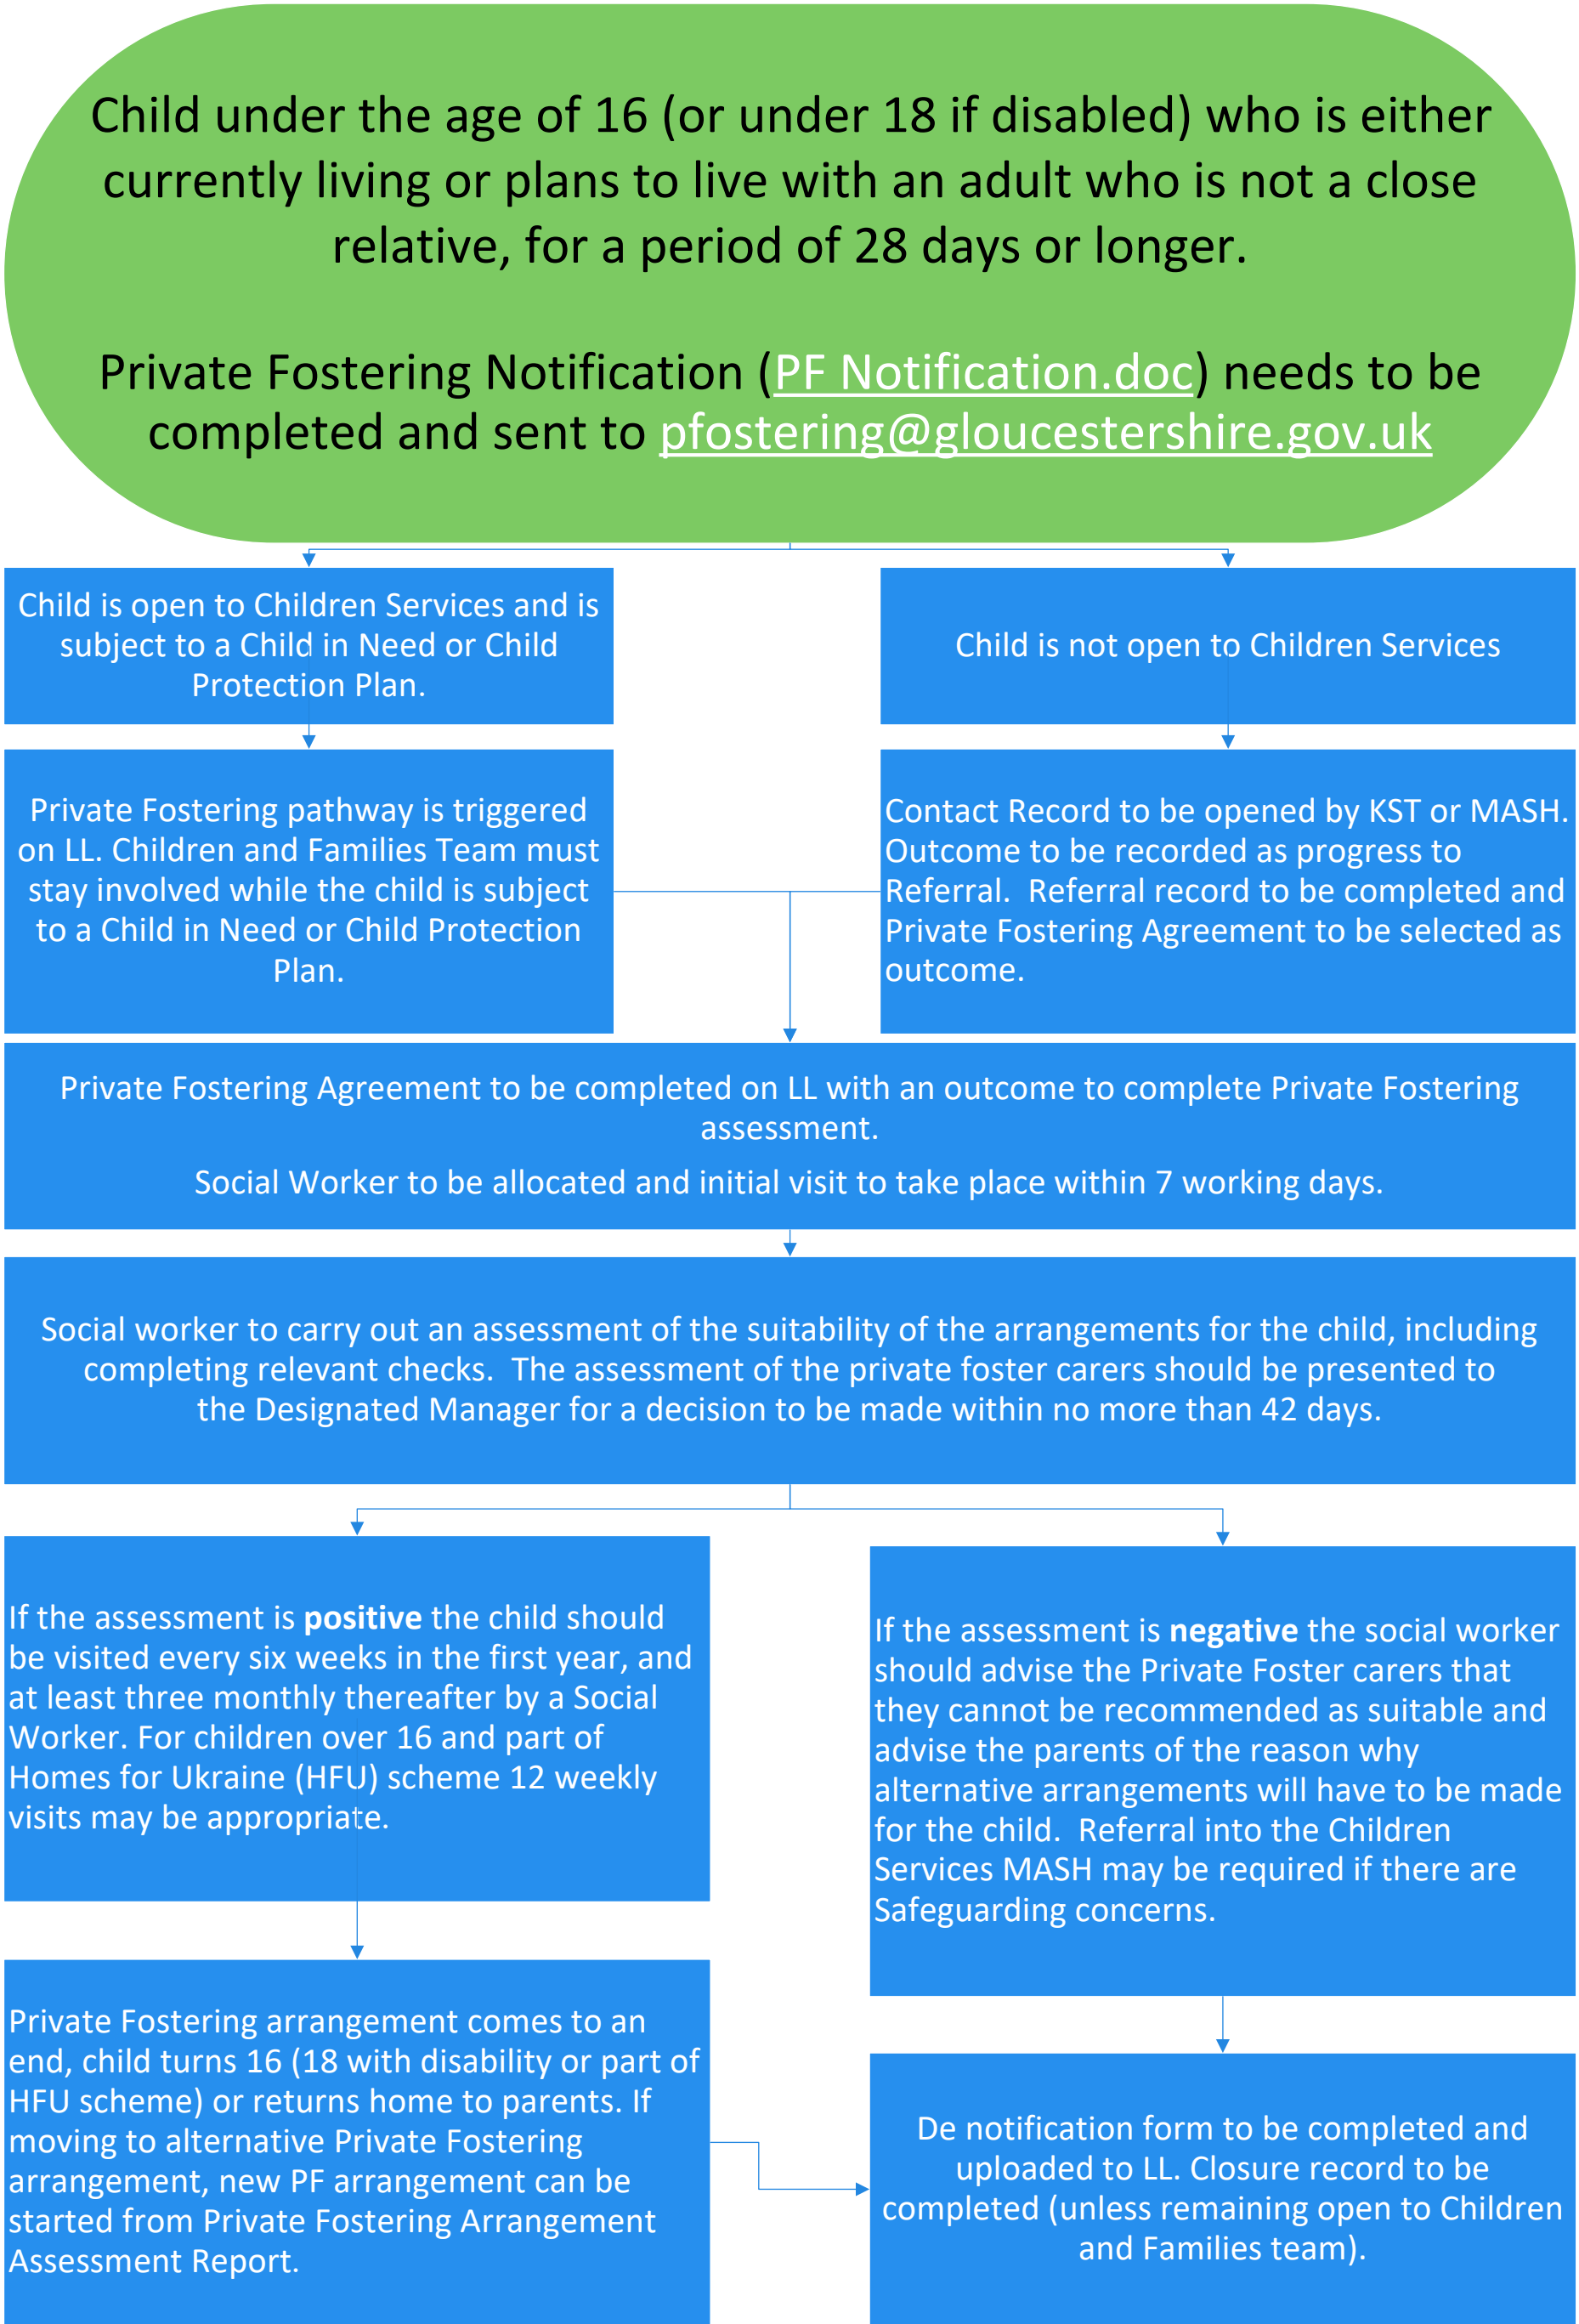 Child under the age of 16 (or under 18 if disabled) who is either
currently living or plans to live with an adult who is not a close
relative, for a period of 28 days or longer.
Private Fostering Notification (PF Notification.doc) needs to be
completed and sent to pfostering@gloucestershire.gov.uk
Child is open to Children Services and is
subject to a Child in Need or Child
Protection Plan.
Child is not open to Children Services
Private Fostering pathway is triggered
on LL. Children and Families Team must
stay involved while the child is subject
to a Child in Need or Child Protection
Plan.
Contact Record to be opened by KST or MASH.
Outcome to be recorded as progress to
Referral.  Referral record to be completed and
Private Fostering Agreement to be selected as
outcome.
Private Fostering Agreement to be completed on LL with an outcome to complete Private Fostering
assessment.
Social Worker to be allocated and initial visit to take place within 7 working days.
Social worker to carry out an assessment of the suitability of the arrangements for the child, including
completing relevant checks.  The assessment of the private foster carers should be presented to
the Designated Manager for a decision to be made within no more than 42 days.
If the assessment is positive the child should
be visited every six weeks in the first year, and
at least three monthly thereafter by a Social
Worker. For children over 16 and part of
Homes for Ukraine (HFU) scheme 12 weekly
visits may be appropriate.
If the assessment is negative the social worker
should advise the Private Foster carers that
they cannot be recommended as suitable and
advise the parents of the reason why
alternative arrangements will have to be made
for the child.  Referral into the Children
Services MASH may be required if there are
Safeguarding concerns.
Private Fostering arrangement comes to an
end, child turns 16 (18 with disability or part of
HFU scheme) or returns home to parents. If
moving to alternative Private Fostering
arrangement, new PF arrangement can be
started from Private Fostering Arrangement
Assessment Report.
De notification form to be completed and
uploaded to LL. Closure record to be
completed (unless remaining open to Children
and Families team).